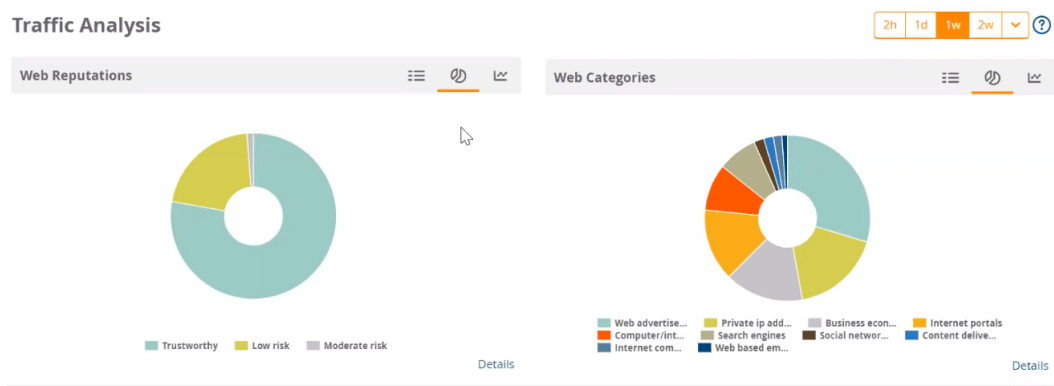 Traffic Analysis
2h 1d 1w 2w
Web Reputations
Web Categories
Trustworthy Low risk Moderate risk
Details
Web advertise... Private ip add... Business econ... Internet portals
Computer/int... Search engines Social networ... Content delive...
Internet com... Web based em...
Details